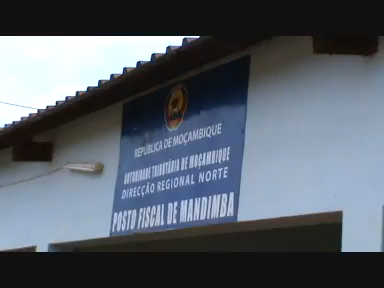 REPÚBLICA DE MOÇAMBIQUE
AUTORIDADE TRIBUTÁRIA DE MOÇAMBIQUE
DIRECÇÃO REGIONAL NORTE
POSTO FISCAL DE MANDIMBA